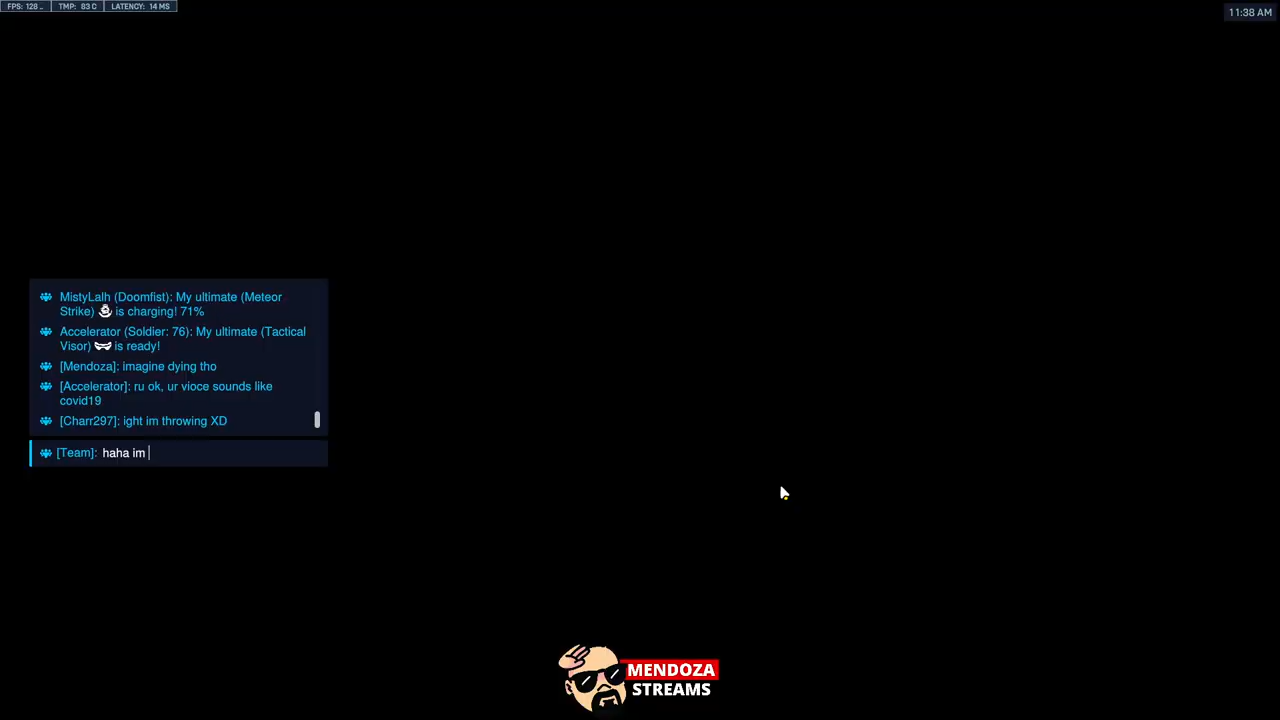 FPS: 128 .. TMP: 83 C LATENCY: 14 MS
11:38 AM
MistyLalh (Doomfist): My ultimate (Meteor
Strike) is charging! 71%
Accelerator (Soldier: 76): My ultimate (Tactical
Visor) is ready!
[Mendoza]: imagine dying tho
[Accelerator]: ru ok, ur vioce sounds like
covid19
[Charr297]: ight im throwing XD
[Team]: haha im
MENDOZA
STREAMS